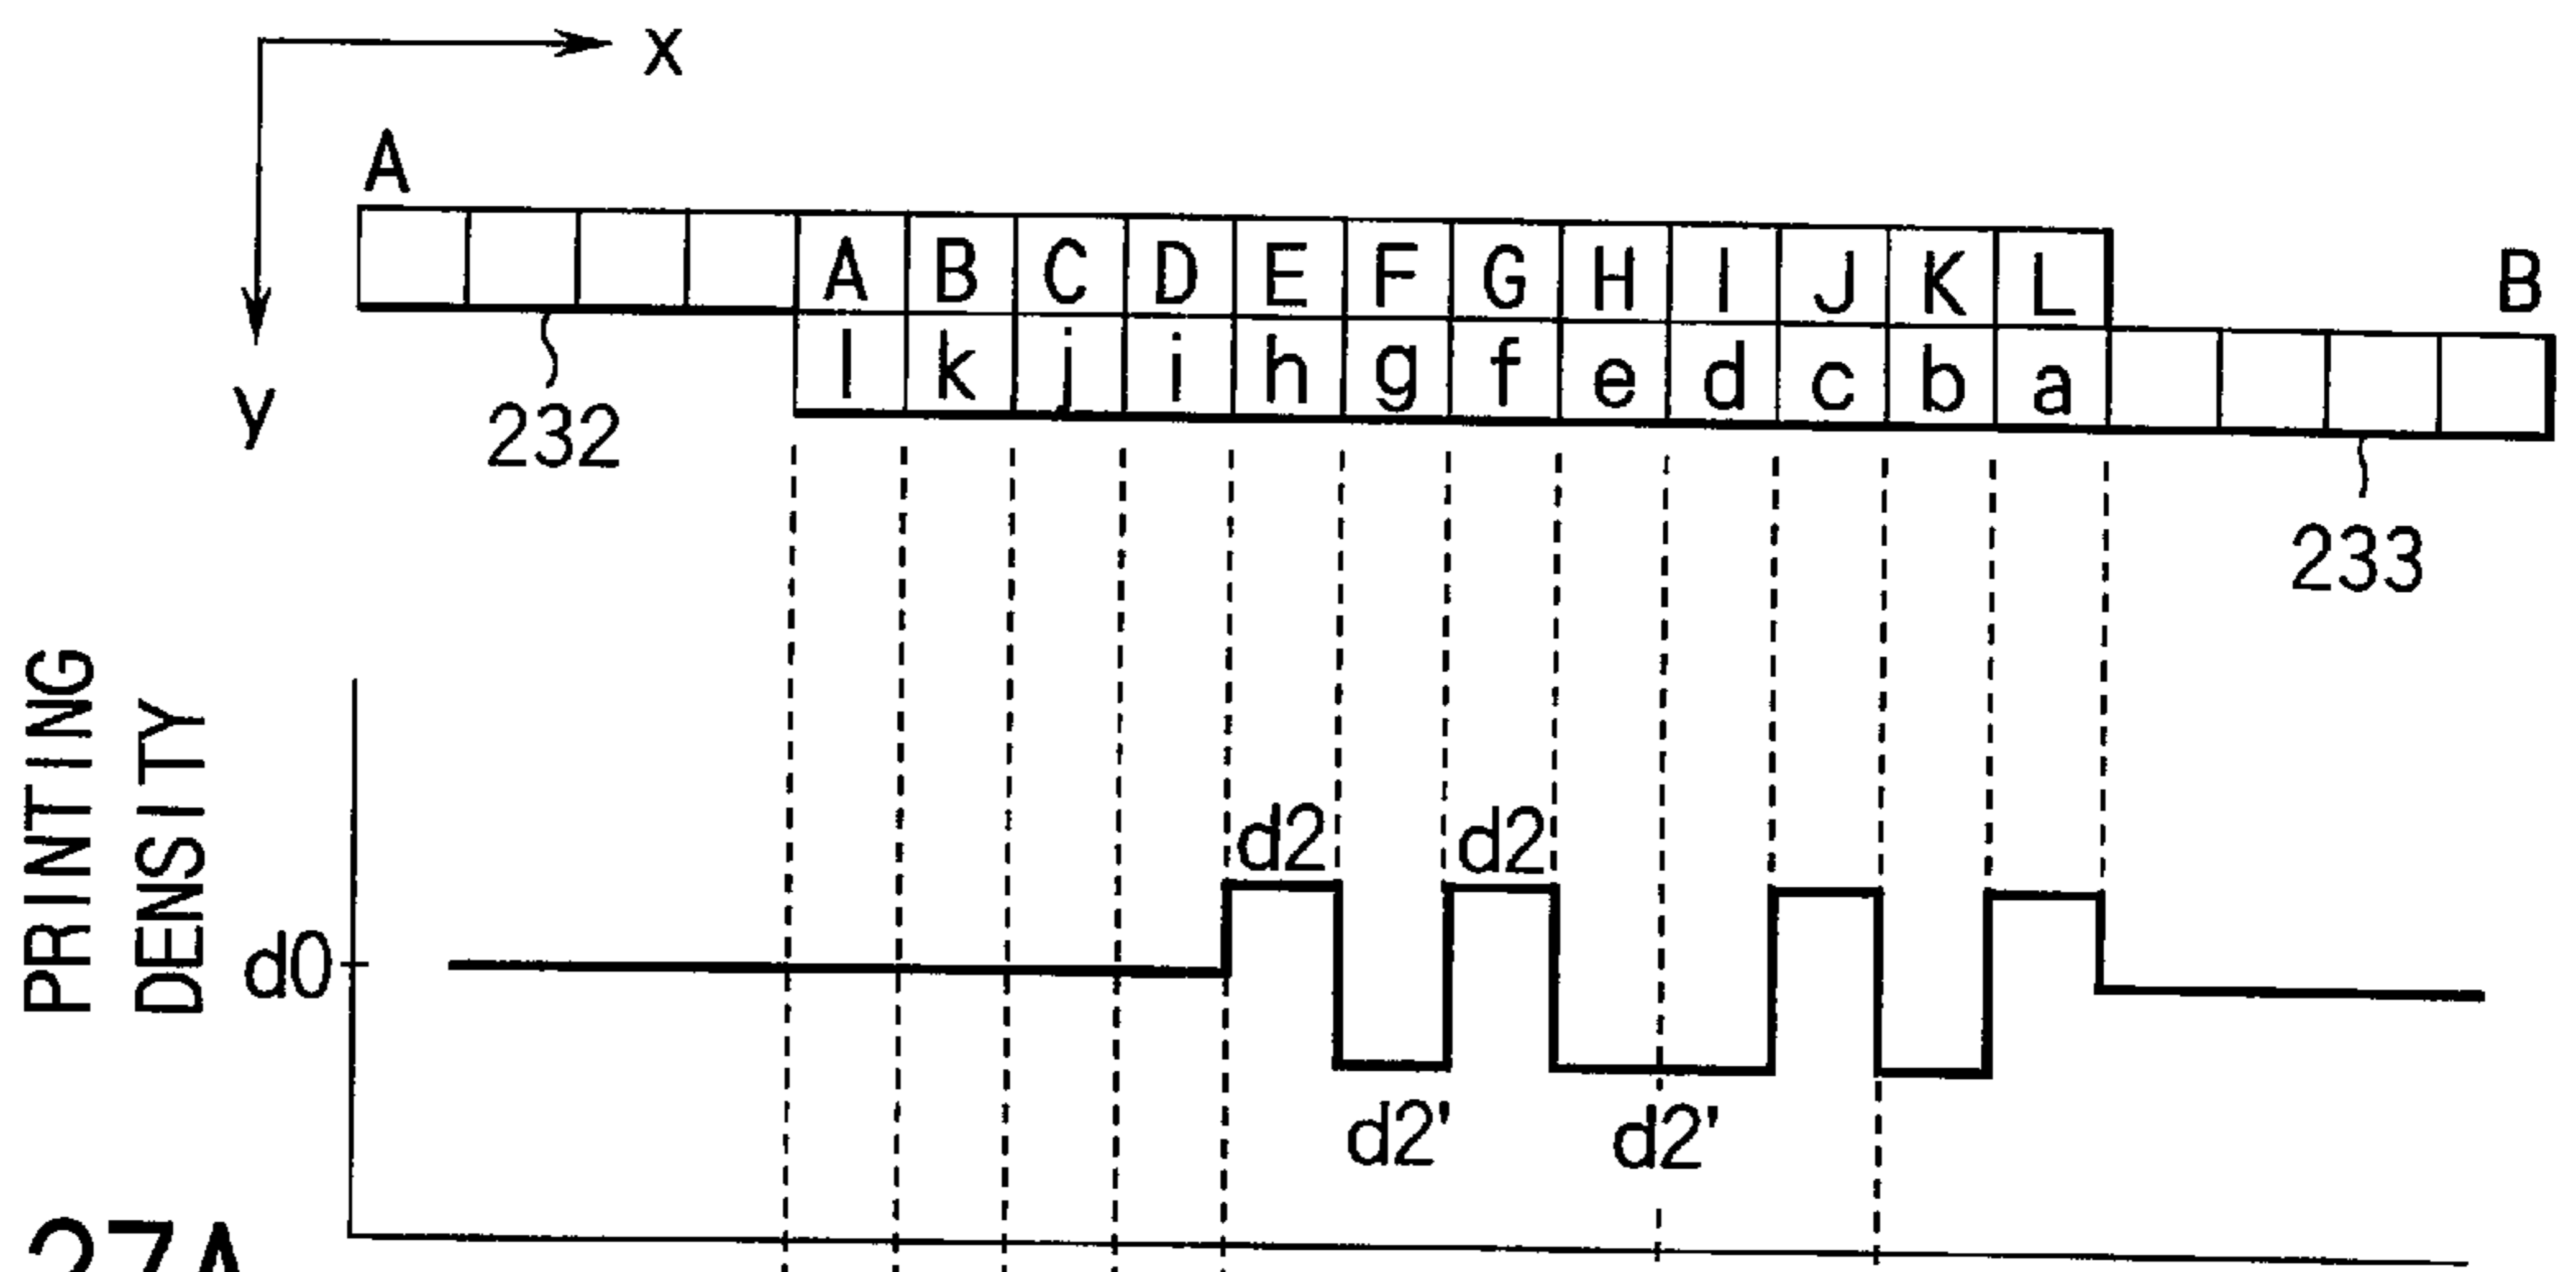 x
A
A B C D E F G H I J K L
B
l k j i h g f e d c b a
y
232
233
PRINTING
DENSITY
d2 d2
d0
d2' d2'
27A